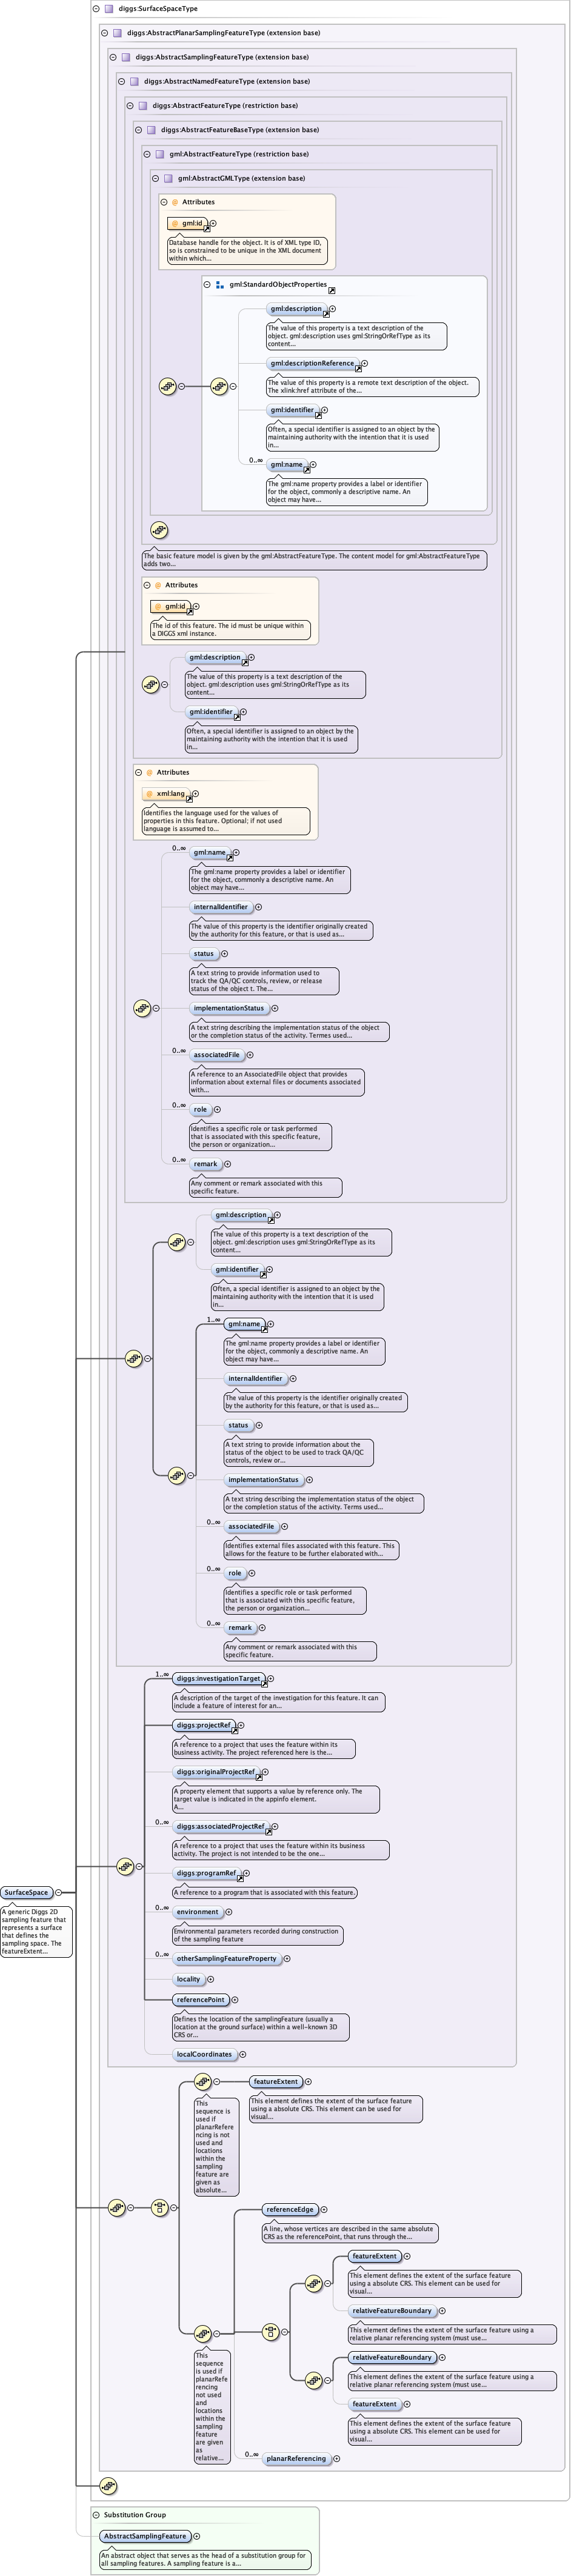 diggs:SurfaceSpaceType
diggs:AbstractPlanarSamplingFeatureType (extension base)
diggs:AbstractSamplingFeatureType (extension base)
diggs:AbstractNamedFeatureType (extension base)
diggs:AbstractFeatureType (restriction base)
diggs:AbstractFeatureBaseType (extension base)
gml:AbstractFeatureType (restriction base)
gml:AbstractGMLType (extension base)
@ Attributes
@ gml:id
Database handle for the object. It is of XML type ID,
so is constrained to be unique in the XML document
within which...
gml:StandardObjectProperties
gml:description
The value of this property is a text description of the
object. gml:description uses gml:StringOrRefType as its
content...
gml:descriptionReference
The value of this property is a remote text description of the object.
The xlink:href attribute of the...
gml:identifier
Often, a special identifier is assigned to an object by the
maintaining authority with the intention that it is used
in...
0..∞
gml:name
The gml:name property provides a label or identifier
for the object, commonly a descriptive name. An
object may have...
The basic feature model is given by the gml:AbstractFeatureType. The content model for gml:AbstractFeatureType
adds two...
@ Attributes
@ gml:id
The id of this feature. The id must be unique within
a DIGGS xml instance.
gml:description
The value of this property is a text description of the
object. gml:description uses gml:StringOrRefType as its
content...
gml:identifier
Often, a special identifier is assigned to an object by the
maintaining authority with the intention that it is used
in...
@ Attributes
@ xml:lang
Identifies the language used for the values of
properties in this feature. Optional; if not used
language is assumed to...
0..∞
gml:name
The gml:name property provides a label or identifier
for the object, commonly a descriptive name. An
object may have...
internalIdentifier
The value of this property is the identifier originally created
by the authority for this feature, or that is used as...
status
A text string to provide information used to
track the QA/QC controls, review, or release
status of the object t. The...
implementationStatus
A text string describing the implementation status of the object
or the completion status of the activity. Termes used...
0..∞
associatedFile
A reference to an AssociatedFile object that provides
information about external files or documents associated
with...
0..∞
role
Identifies a specific role or task performed
that is associated with this specific feature,
the person or organization...
0..∞
remark
Any comment or remark associated with this
specific feature.
gml:description
The value of this property is a text description of the
object. gml:description uses gml:StringOrRefType as its
content...
gml:identifier
Often, a special identifier is assigned to an object by the
maintaining authority with the intention that it is used
in...
1..∞
gml:name
The gml:name property provides a label or identifier
for the object, commonly a descriptive name. An
object may have...
internalIdentifier
The value of this property is the identifier originally created
by the authority for this feature, or that is used as...
status
A text string to provide information about the
status of the object to be used to track QA/QC
controls, review or...
implementationStatus
A text string describing the implementation status of the object
or the completion status of the activity. Terms used...
0..∞
associatedFile
Identifies external files associated with this feature. This
allows for the feature to be further elaborated with...
0..∞
role
Identifies a specific role or task performed
that is associated with this specific feature,
the person or organization...
0..∞
remark
Any comment or remark associated with this
specific feature.
1..∞
diggs:investigationTarget
A description of the target of the investigation for this feature. It can
include a feature of interest for an...
diggs:projectRef
A reference to a project that uses the feature within its
business activity. The project referenced here is the...
diggs:originalProjectRef
A property element that supports a value by reference only. The
target value is indicated in the appinfo element.
A...
0..∞
diggs:associatedProjectRef
A reference to a project that uses the feature within its business
activity. The project is not intended to be the one...
diggs:programRef
A reference to a program that is associated with this feature.
0..∞
environment
Environmental parameters recorded during construction
of the sampling feature
0..∞
otherSamplingFeatureProperty
locality
referencePoint
Defines the location of the samplingFeature (usually a
location at the ground surface) within a well-known 3D
CRS or...
localCoordinates
SurfaceSpace
A generic Diggs 2D
sampling feature that
represents a surface
that defines the
sampling space. The
featureExtent...
This
sequence is
used if
planarRefere
ncing is not
used and
locations
within the
sampling
feature are
given as
absolute...
featureExtent
This element defines the extent of the surface feature
using a absolute CRS. This element can be used for
visual...
This
sequence
is used if
planarRefe
rencing
not used
and
locations
within the
sampling
feature
are given
as
relative...
referenceEdge
A line, whose vertices are described in the same absolute
CRS as the referencePoint, that runs through the...
featureExtent
This element defines the extent of the surface feature
using a absolute CRS. This element can be used for
visual...
relativeFeatureBoundary
This element defines the extent of the surface feature using a
relative planar referencing system (must use...
relativeFeatureBoundary
This element defines the extent of the surface feature using a
relative planar referencing system (must use...
featureExtent
This element defines the extent of the surface feature
using a absolute CRS. This element can be used for
visual...
0..∞
planarReferencing
Substitution Group
AbstractSamplingFeature
An abstract object that serves as the head of a substitution group for
all sampling features. A sampling feature is a...